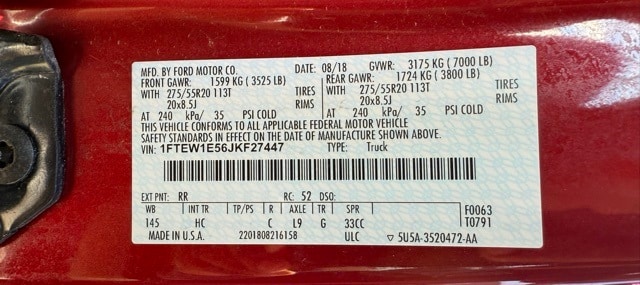 MFD. BY FORD MOTOR CO. DATE: 08/18 GVWR: 3175 KG ( 7000 LB)
FRONT GAWR: 1599 KG ( 3525 LB) REAR GAWR: 1724 KG ( 3800 LB)
WITH 275/55R20 113T TIRES WITH 275/55R20 113T TIRES
20x8.5J RIMS 20x8.5J RIMS
AT 240 kPa/ 35 PSI COLD AT 240 kPa/ 35 PSI COLD
THIS VEHICLE CONFORMS TO ALL APPLICABLE FEDERAL MOTOR VEHICLE
SAFETY STANDARDS IN EFFECT ON THE DATE OF MANUFACTURE SHOWN ABOVE.
VIN: 1FTEW1E56JKF27447 TYPE: Truck
EXT PNT: RR RC: 52 DSO:
WB INT TR TP/PS R AXLE TR SPR F0063
145 HC C L9 G 33CC T0791
MADE IN U.S.A. 2201808216158 ULC ▽ 5U5A-3520472-AA